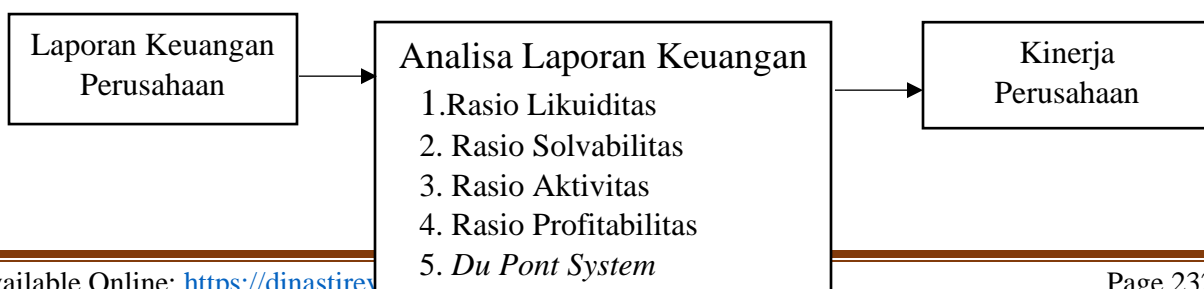 Laporan Keuangan
Perusahaan
Analisa Laporan Keuangan
1.Rasio Likuiditas
2. Rasio Solvabilitas
3. Rasio Aktivitas
4. Rasio Profitabilitas
5. Du Pont System
Kinerja
Perusahaan
Online: Page